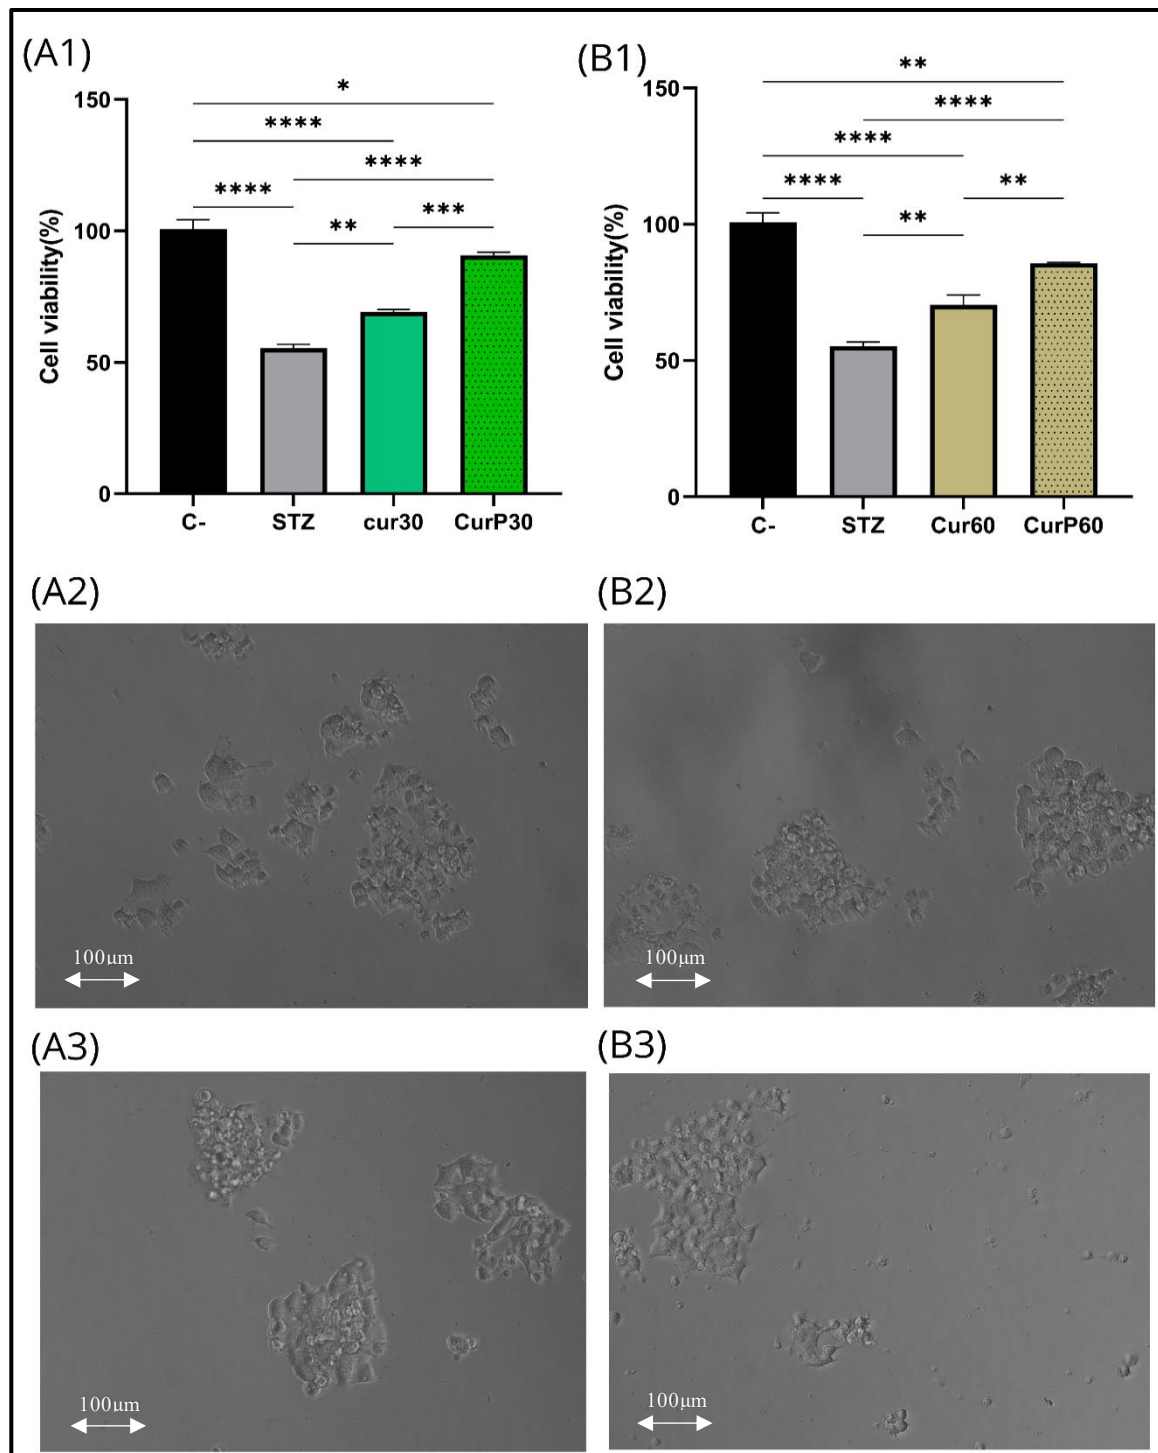 (A1)
*
****
****
****
***
**
Cell viability(%)
150
100
50
0
C-
STZ
cur30
CurP30
(B1)
**
****
****
****
**
**
Cell viability(%)
150
100
50
0
C-
STZ
Cur60
CurP60
(A2)
100μm
(B2)
100μm
(A3)
100μm
(B3)
100μm